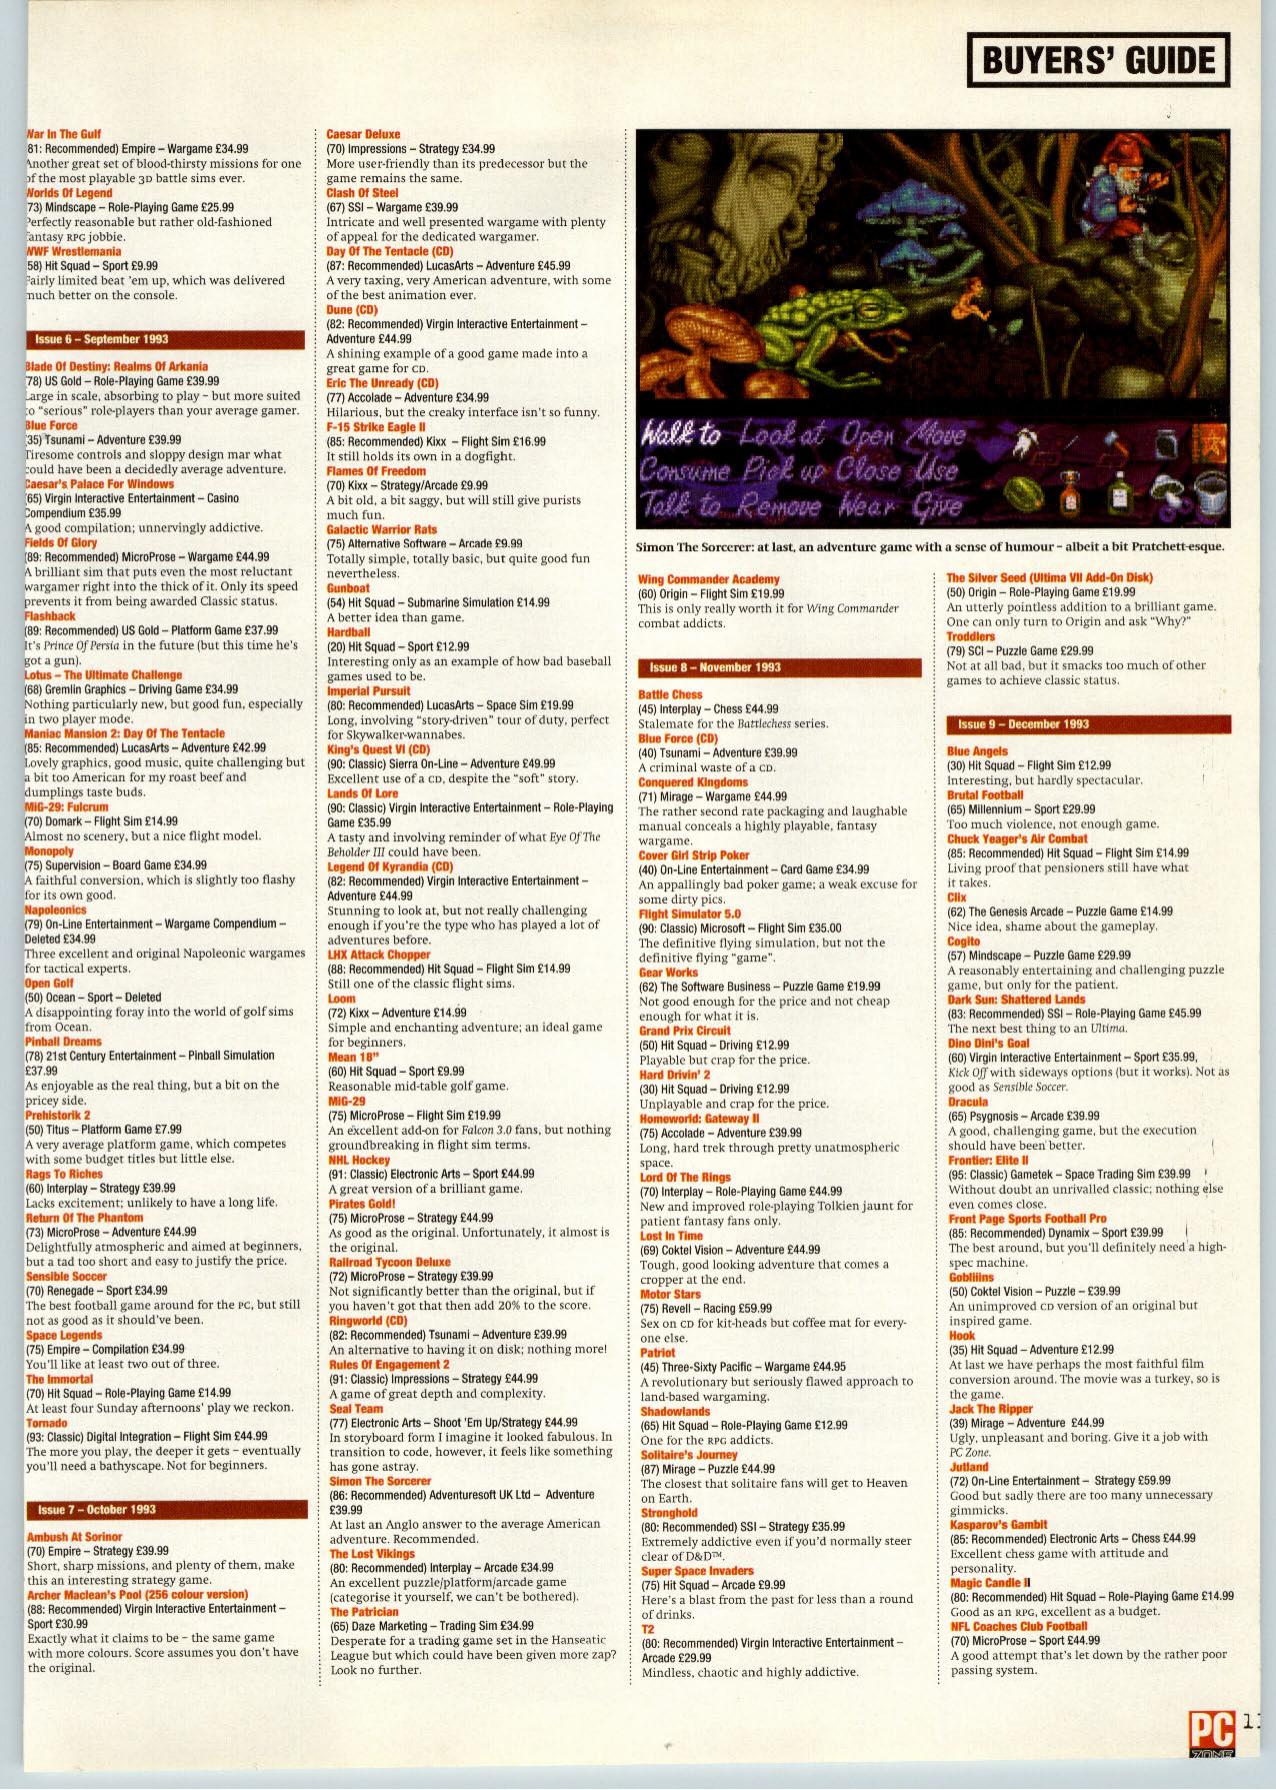 BUYERS' GUIDE
War In The Gulf
81: Recommended) Empire – Wargame £34.99
Another great set of blood-thirsty missions for one
of the most playable 3D battle sims ever.
Worlds Of Legend
73) Mindscape – Role-Playing Game £25.99
Perfectly reasonable but rather old-fashioned
fantasy RPG jobbie.
WWF Wrestlemania
58) Hit Squad – Sport £9.99
Fairly limited beat 'em up, which was delivered
much better on the console.
Issue 6 – September 1993
Blade Of Destiny: Realms Of Arkania
78) US Gold – Role-Playing Game £39.99
Large in scale, absorbing to play – but more suited
to "serious" role-players than your average gamer.
Blue Force
35) Tsunami – Adventure £39.99
Tiresome controls and sloppy design mar what
could have been a decidedly average adventure.
Caesar's Palace For Windows
(65) Virgin Interactive Entertainment – Casino
Compendium £35.99
A good compilation; unnervingly addictive.
Fields Of Glory
(89: Recommended) MicroProse – Wargame £44.99
A brilliant sim that puts even the most reluctant
wargamer right into the thick of it. Only its speed
prevents it from being awarded Classic status.
Flashback
(89: Recommended) US Gold – Platform Game £37.99
It's Prince Of Persia in the future (but this time he's
got a gun).
Lotus – The Ultimate Challenge
(68) Gremlin Graphics – Driving Game £34.99
Nothing particularly new, but good fun, especially
in two player mode.
Maniac Mansion 2: Day Of The Tentacle
(85: Recommended) LucasArts – Adventure £42.99
Lovely graphics, good music, quite challenging but
a bit too American for my roast beef and
dumplings taste buds.
MiG-29: Fulcrum
(70) Domark – Flight Sim £14.99
Almost no scenery, but a nice flight model.
Monopoly
(75) Supervision – Board Game £34.99
A faithful conversion, which is slightly too flashy
for its own good.
Napoleonics
(79) On-Line Entertainment – Wargame Compendium –
Deleted £34.99
Three excellent and original Napoleonic wargames
for tactical experts.
Open Golf
(50) Ocean – Sport – Deleted
A disappointing foray into the world of golf sims
from Ocean.
Pinball Dreams
(78) 21st Century Entertainment – Pinball Simulation
£37.99
As enjoyable as the real thing, but a bit on the
pricey side.
Prehistorik 2
(50) Titus – Platform Game £7.99
A very average platform game, which competes
with some budget titles but little else.
Rags To Riches
(60) Interplay – Strategy £39.99
Lacks excitement; unlikely to have a long life.
Return Of The Phantom
(73) MicroProse – Adventure £44.99
Delightfully atmospheric and aimed at beginners,
but a tad too short and easy to justify the price.
Sensible Soccer
(70) Renegade – Sport £34.99
The best football game around for the PC, but still
not as good as it should've been.
Space Legends
(75) Empire – Compilation £34.99
You'll like at least two out of three.
The Immortal
(70) Hit Squad – Role-Playing Game £14.99
At least four Sunday afternoons' play we reckon.
Tornado
(93: Classic) Digital Integration – Flight Sim £44.99
The more you play, the deeper it gets – eventually
you'll need a bathyscape. Not for beginners.
Issue 7 – October 1993
Ambush At Sorinor
(70) Empire – Strategy £39.99
Short, sharp missions, and plenty of them, make
this an interesting strategy game.
Archer Maclean's Pool (256 colour version)
(88: Recommended) Virgin Interactive Entertainment –
Sport £30.99
Exactly what it claims to be – the same game
with more colours. Score assumes you don't have
the original.
Caesar Deluxe
(70) Impressions – Strategy £34.99
More user-friendly than its predecessor but the
game remains the same.
Clash Of Steel
(67) SSI – Wargame £39.99
Intricate and well presented wargame with plenty
of appeal for the dedicated wargamer.
Day Of The Tentacle (CD)
(87: Recommended) LucasArts – Adventure £45.99
A very taxing, very American adventure, with some
of the best animation ever.
Dune (CD)
(82: Recommended) Virgin Interactive Entertainment –
Adventure £44.99
A shining example of a good game made into a
great game for CD.
Eric The Unready (CD)
(77) Accolade – Adventure £34.99
Hilarious, but the creaky interface isn't so funny.
F-15 Strike Eagle II
(85: Recommended) Kixx – Flight Sim £16.99
It still holds its own in a dogfight.
Flames Of Freedom
(70) Kixx – Strategy/Arcade £9.99
A bit old, a bit saggy, but will still give purists
much fun.
Galactic Warrior Rats
(75) Alternative Software – Arcade £9.99
Totally simple, totally basic, but quite good fun
nevertheless.
Gunboat
(54) Hit Squad – Submarine Simulation £14.99
A better idea than game.
Hardball
(20) Hit Squad – Sport £12.99
Interesting only as an example of how bad baseball
games used to be.
Imperial Pursuit
(80: Recommended) LucasArts – Space Sim £19.99
Long, involving "story-driven" tour of duty, perfect
for Skywalker-wannabes.
King's Quest VI (CD)
(90: Classic) Sierra On-Line – Adventure £49.99
Excellent use of a CD, despite the "soft" story.
Lands Of Lore
(90: Classic) Virgin Interactive Entertainment – Role-Playing
Game £35.99
A tasty and involving reminder of what Eye Of The
Beholder III could have been.
Legend Of Kyrandia (CD)
(82: Recommended) Virgin Interactive Entertainment –
Adventure £44.99
Stunning to look at, but not really challenging
enough if you're the type who has played a lot of
adventures before.
LHX Attack Chopper
(88: Recommended) Hit Squad – Flight Sim £14.99
Still one of the classic flight sims.
Loom
(72) Kixx – Adventure £14.99
Simple and enchanting adventure; an ideal game
for beginners.
Mean 18"
(60) Hit Squad – Sport £9.99
Reasonable mid-table golf game.
MiG-29
(75) MicroProse – Flight Sim £19.99
An excellent add-on for Falcon 3.0 fans, but nothing
groundbreaking in flight sim terms.
NHL Hockey
(91: Classic) Electronic Arts – Sport £44.99
A great version of a brilliant game.
Pirates Gold!
(75) MicroProse – Strategy £44.99
As good as the original. Unfortunately, it almost is
the original.
Railroad Tycoon Deluxe
(72) MicroProse – Strategy £39.99
Not significantly better than the original, but if
you haven't got that then add 20% to the score.
Ringworld (CD)
(82: Recommended) Tsunami – Adventure £39.99
An alternative to having it on disk; nothing more!
Rules Of Engagement 2
(91: Classic) Impressions – Strategy £44.99
A game of great depth and complexity.
Seal Team
(77) Electronic Arts – Shoot 'Em Up/Strategy £44.99
In storyboard form I imagine it looked fabulous. In
transition to code, however, it feels like something
has gone astray.
Simon The Sorcerer
(86: Recommended) Adventuresoft UK Ltd – Adventure
£39.99
At last an Anglo answer to the average American
adventure. Recommended.
The Lost Vikings
(80: Recommended) Interplay – Arcade £34.99
An excellent puzzle/platform/arcade game
(categorise it yourself, we can't be bothered).
The Patrician
(65) Daze Marketing – Trading Sim £34.99
Desperate for a trading game set in the Hanseatic
League but which could have been given more zap?
Look no further.
Walk to Look at Open Move
Consume Pick up Close Use
Talk to Remove Wear Give
Simon The Sorcerer: at last, an adventure game with a sense of humour – albeit a bit Pratchett-esque.
Wing Commander Academy
(60) Origin – Flight Sim £19.99
This is only really worth it for Wing Commander
combat addicts.
Issue 8 – November 1993
Battle Chess
(45) Interplay – Chess £44.99
Stalemate for the Battlechess series.
Blue Force (CD)
(40) Tsunami – Adventure £39.99
A criminal waste of a CD.
Conquered Kingdoms
(71) Mirage – Wargame £44.99
The rather second rate packaging and laughable
manual conceals a highly playable, fantasy
wargame.
Cover Girl Strip Poker
(40) On-Line Entertainment – Card Game £34.99
An appallingly bad poker game; a weak excuse for
some dirty pics.
Flight Simulator 5.0
(90: Classic) Microsoft – Flight Sim £35.00
The definitive flying simulation, but not the
definitive flying "game".
Gear Works
(62) The Software Business – Puzzle Game £19.99
Not good enough for the price and not cheap
enough for what it is.
Grand Prix Circuit
(50) Hit Squad – Driving £12.99
Playable but crap for the price.
Hard Drivin' 2
(30) Hit Squad – Driving £12.99
Unplayable and crap for the price.
Homeworld: Gateway II
(75) Accolade – Adventure £39.99
Long, hard trek through pretty unatmospheric
space.
Lord Of The Rings
(70) Interplay – Role-Playing Game £44.99
New and improved role-playing Tolkien jaunt for
patient fantasy fans only.
Lost In Time
(69) Coktel Vision – Adventure £44.99
Tough, good looking adventure that comes a
cropper at the end.
Motor Stars
(75) Revell – Racing £59.99
Sex on CD for kit-heads but coffee mat for every-
one else.
Patriot
(45) Three-Sixty Pacific – Wargame £44.95
A revolutionary but seriously flawed approach to
land-based wargaming.
Shadowlands
(65) Hit Squad – Role-Playing Game £12.99
One for the RPG addicts.
Solitaire's Journey
(87) Mirage – Puzzle £44.99
The closest that solitaire fans will get to Heaven
on Earth.
Stronghold
(80: Recommended) SSI – Strategy £35.99
Extremely addictive even if you'd normally steer
clear of D&D™.
Super Space Invaders
(75) Hit Squad – Arcade £9.99
Here's a blast from the past for less than a round
of drinks.
T2
(80: Recommended) Virgin Interactive Entertainment –
Arcade £29.99
Mindless, chaotic and highly addictive.
The Silver Seed (Ultima VII Add-On Disk)
(50) Origin – Role-Playing Game £19.99
An utterly pointless addition to a brilliant game.
One can only turn to Origin and ask "Why?"
Troddlers
(79) SCI – Puzzle Game £29.99
Not at all bad, but it smacks too much of other
games to achieve classic status.
Issue 9 – December 1993
Blue Angels
(30) Hit Squad – Flight Sim £12.99
Interesting, but hardly spectacular.
Brutal Football
(65) Millennium – Sport £29.99
Too much violence, not enough game.
Chuck Yeager's Air Combat
(85: Recommended) Hit Squad – Flight Sim £14.99
Living proof that pensioners still have what
it takes.
Clix
(62) The Genesis Arcade – Puzzle Game £14.99
Nice idea, shame about the gameplay.
Cogito
(57) Mindscape – Puzzle Game £29.99
A reasonably entertaining and challenging puzzle
game, but only for the patient.
Dark Sun: Shattered Lands
(83: Recommended) SSI – Role-Playing Game £45.99
The next best thing to an Ultima.
Dino Dini's Goal
(60) Virgin Interactive Entertainment – Sport £35.99,
Kick Off with sideways options (but it works). Not as
good as Sensible Soccer.
Dracula
(65) Psygnosis – Arcade £39.99
A good, challenging game, but the execution
should have been better.
Frontier: Elite II
(95: Classic) Gametek – Space Trading Sim £39.99
Without doubt an unrivalled classic; nothing else
even comes close.
Front Page Sports Football Pro
(85: Recommended) Dynamix – Sport £39.99
The best around, but you'll definitely need a high-
spec machine.
Gobliiins
(50) Coktel Vision – Puzzle – £39.99
An unimproved CD version of an original but
inspired game.
Hook
(35) Hit Squad – Adventure £12.99
At last we have perhaps the most faithful film
conversion around. The movie was a turkey, so is
the game.
Jack The Ripper
(39) Mirage – Adventure £44.99
Ugly, unpleasant and boring. Give it a job with
PC Zone.
Jutland
(72) On-Line Entertainment – Strategy £59.99
Good but sadly there are too many unnecessary
gimmicks.
Kasparov's Gambit
(85: Recommended) Electronic Arts – Chess £44.99
Excellent chess game with attitude and
personality.
Magic Candle II
(80: Recommended) Hit Squad – Role-Playing Game £14.99
Good as an RPG, excellent as a budget.
NFL Coaches Club Football
(70) MicroProse – Sport £44.99
A good attempt that's let down by the rather poor
passing system.
PC
ZONE